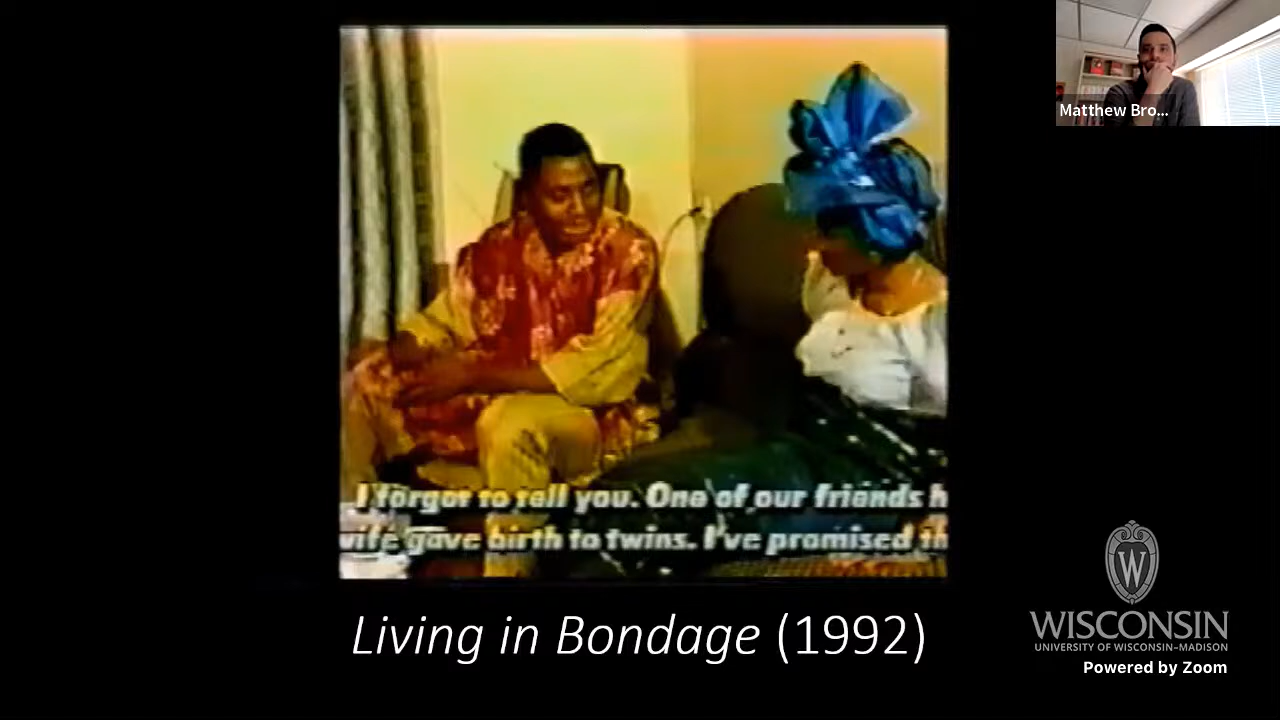 Matthew Bro...
I forgot to tell you. One of our friends h
wife gave birth to twins. I've promised th
Living in Bondage (1992)
W
WISCONSIN
UNIVERSITY OF WISCONSIN–MADISON
Powered by Zoom